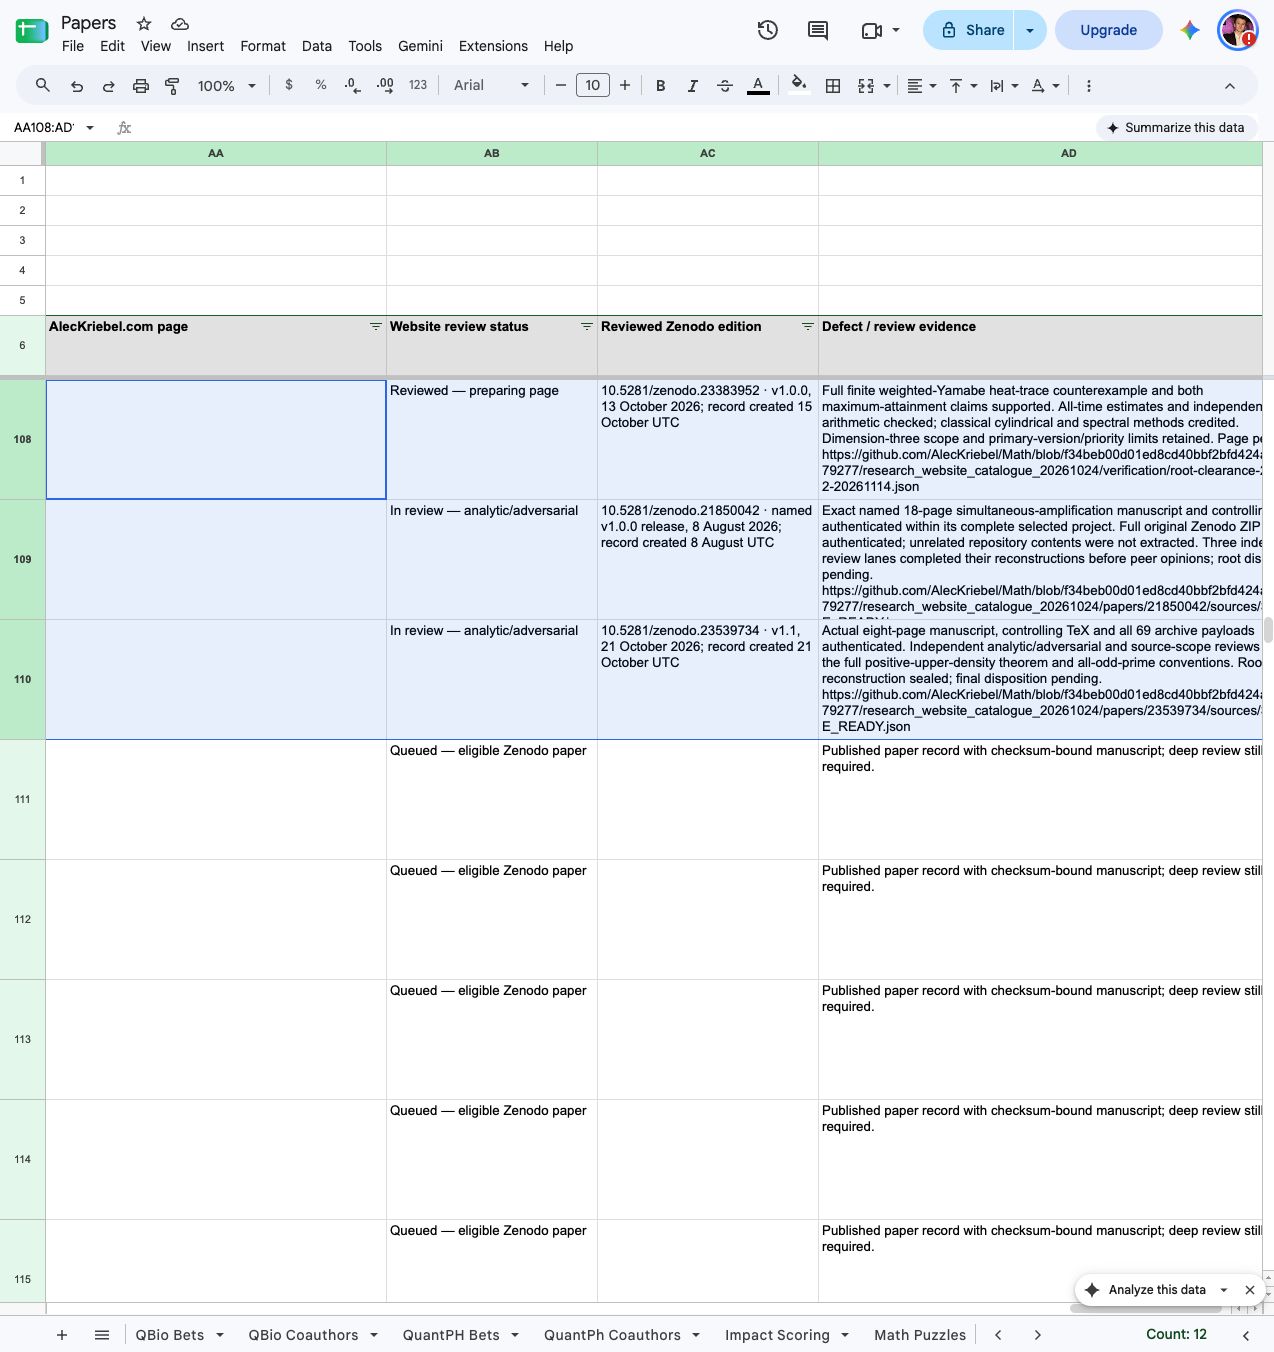 Papers
File Edit View Insert Format Data Tools Gemini Extensions Help
Share
Upgrade
100% $ % .0 .00 123 Arial 10 B I S A
AA108:AD
fx
Summarize this data
AA AB AC AD
1
2
3
4
5
6
AlecKriebel.com page
Website review status
Reviewed Zenodo edition
Defect / review evidence
108
Reviewed — preparing page
10.5281/zenodo.23383952 · v1.0.0,
13 October 2026; record created 15
October UTC
Full finite weighted-Yamabe heat-trace counterexample and both
maximum-attainment claims supported. All-time estimates and independen
arithmetic checked; classical cylindrical and spectral methods credited.
Dimension-three scope and primary-version/priority limits retained. Page p
https://github.com/AlecKriebel/Math/blob/f34beb00d01ed8cd40bbf2bfd424
79277/research_website_catalogue_20261024/verification/root-clearance-
2-20261114.json
109
In review — analytic/adversarial
10.5281/zenodo.21850042 · named
v1.0.0 release, 8 August 2026;
record created 8 August UTC
Exact named 18-page simultaneous-amplification manuscript and controllin
authenticated within its complete selected project. Full original Zenodo ZIP
authenticated; unrelated repository contents were not extracted. Three inde
review lanes completed their reconstructions before peer opinions; root dis
pending.
https://github.com/AlecKriebel/Math/blob/f34beb00d01ed8cd40bbf2bfd424
79277/research_website_catalogue_20261024/papers/21850042/sources/
110
In review — analytic/adversarial
10.5281/zenodo.23539734 · v1.1,
21 October 2026; record created 21
October UTC
Actual eight-page manuscript, controlling TeX and all 69 archive payloads
authenticated. Independent analytic/adversarial and source-scope reviews
the full positive-upper-density theorem and all-odd-prime conventions. Roo
reconstruction sealed; final disposition pending.
https://github.com/AlecKriebel/Math/blob/f34beb00d01ed8cd40bbf2bfd424
79277/research_website_catalogue_20261024/papers/23539734/sources/
E_READY.json
111
Queued — eligible Zenodo paper
Published paper record with checksum-bound manuscript; deep review still
required.
112
Queued — eligible Zenodo paper
Published paper record with checksum-bound manuscript; deep review still
required.
113
Queued — eligible Zenodo paper
Published paper record with checksum-bound manuscript; deep review still
required.
114
Queued — eligible Zenodo paper
Published paper record with checksum-bound manuscript; deep review still
required.
115
Queued — eligible Zenodo paper
Published paper record with checksum-bound manuscript; deep review still
required.
Analyze this data
QBio Bets QBio Coauthors QuantPH Bets QuantPh Coauthors Impact Scoring Math Puzzles
Count: 12